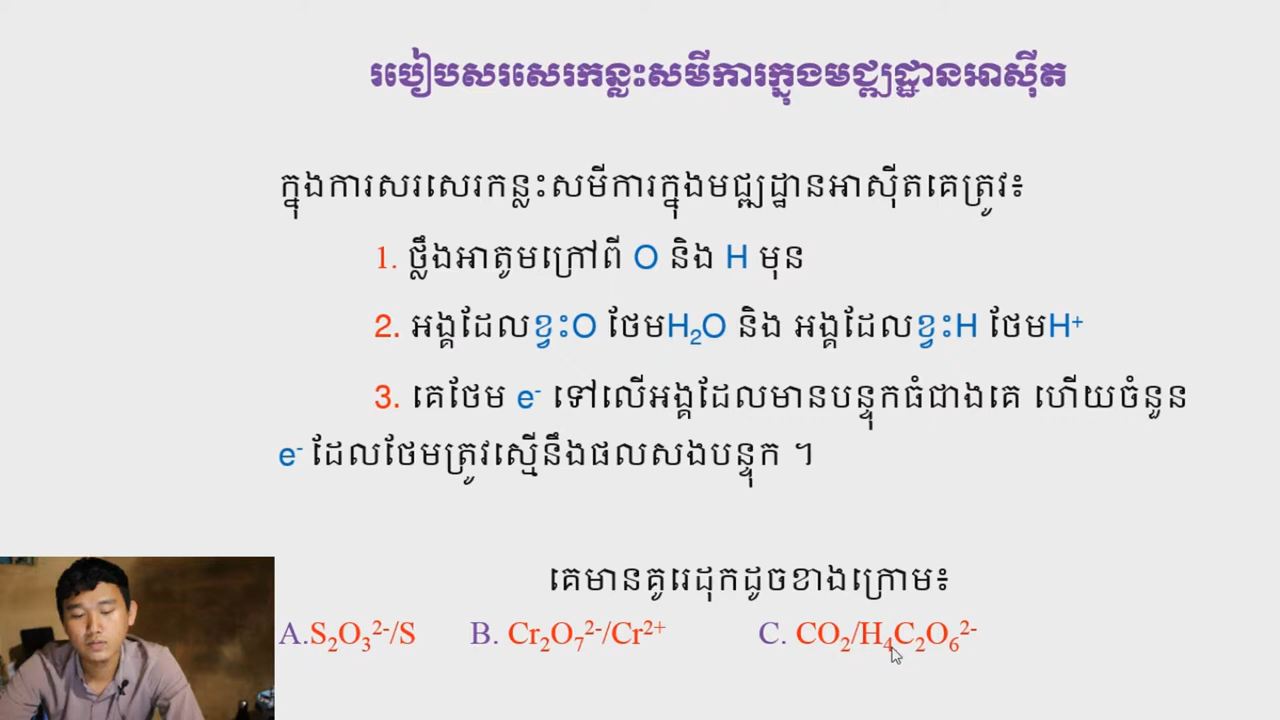 របៀបសរសេរកន្លះសមីការក្នុងមជ្ឈដ្ឋានអាស៊ីត
ក្នុងការសរសេរកន្លះសមីការក្នុងមជ្ឈដ្ឋានអាស៊ីតគេត្រូវ៖
1. ថ្លឹងអាតូមក្រៅពី O និង H មុន
2. អង្គដែលខ្វះO ថែមH₂O និង អង្គដែលខ្វះH ថែមH⁺
3. គេថែម e⁻ ទៅលើអង្គដែលមានបន្ទុកធំជាងគេ ហើយចំនួន
e⁻ ដែលថែមត្រូវស្មើនឹងផលសងបន្ទុក ។
គេមានគូរេដុកដូចខាងក្រោម៖
A.S₂O₃²⁻/S B. Cr₂O₇²⁻/Cr²⁺ C. CO₂/H₄C₂O₆²⁻